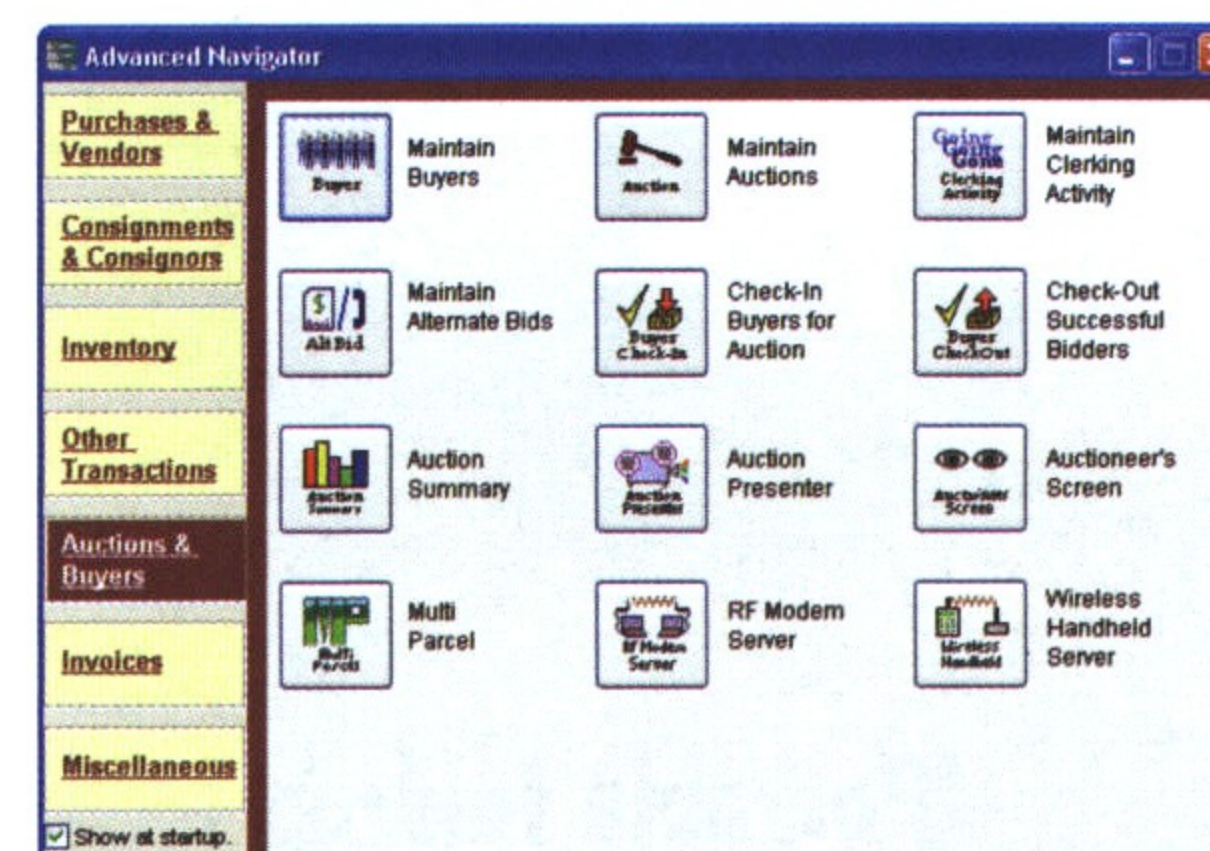 Advanced Navigator
Purchases &
Vendors
Consignments
& Consignors
Inventory
Other
Transactions
Auctions &
Buyers
Invoices
Miscellaneous
Show at startup.
Buyer
Maintain
Buyers
Auction
Maintain
Auctions
Going
Going
Gone
Clerking
Activity
Maintain
Clerking
Activity
Alt Bid
Maintain
Alternate Bids
Buyer
Check-In
Check-In
Buyers for
Auction
Buyer
CheckOut
Check-Out
Successful
Bidders
Auction
Summary
Auction
Summary
Auction
Presenter
Auction
Presenter
Auctioneer
Screen
Auctioneer's
Screen
Multi
Parcels
Multi
Parcel
RF Modem
Server
RF Modem
Server
Wireless
Handheld
Wireless
Handheld
Server